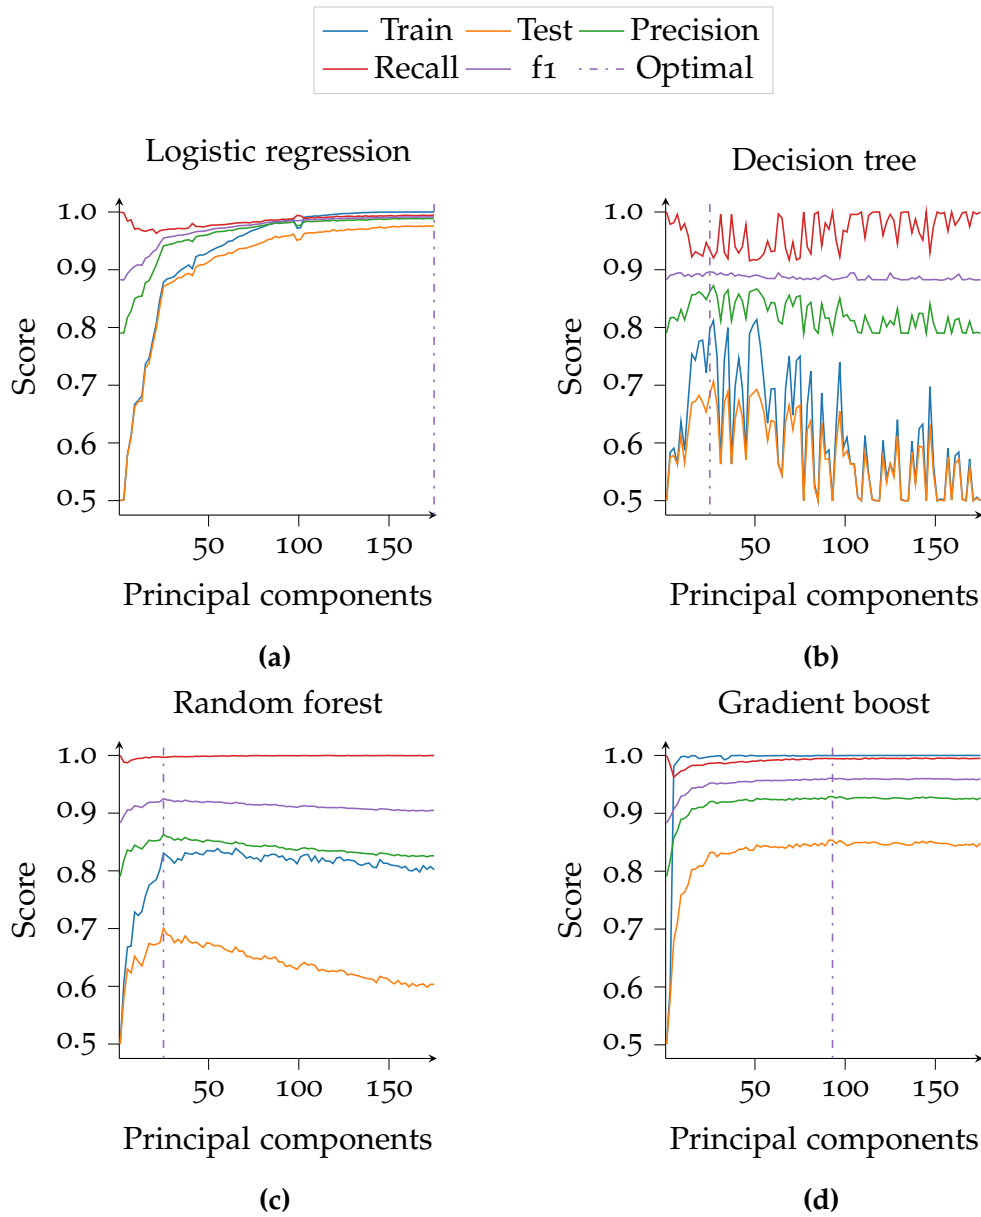 Train Test Precision
Recall f1 Optimal
Logistic regression
1.0
0.9
0.8
0.7
0.6
0.5
Score
50 100 150
Principal components
(a)
Decision tree
1.0
0.9
0.8
0.7
0.6
0.5
Score
50 100 150
Principal components
(b)
Random forest
1.0
0.9
0.8
0.7
0.6
0.5
Score
50 100 150
Principal components
(c)
Gradient boost
1.0
0.9
0.8
0.7
0.6
0.5
Score
50 100 150
Principal components
(d)